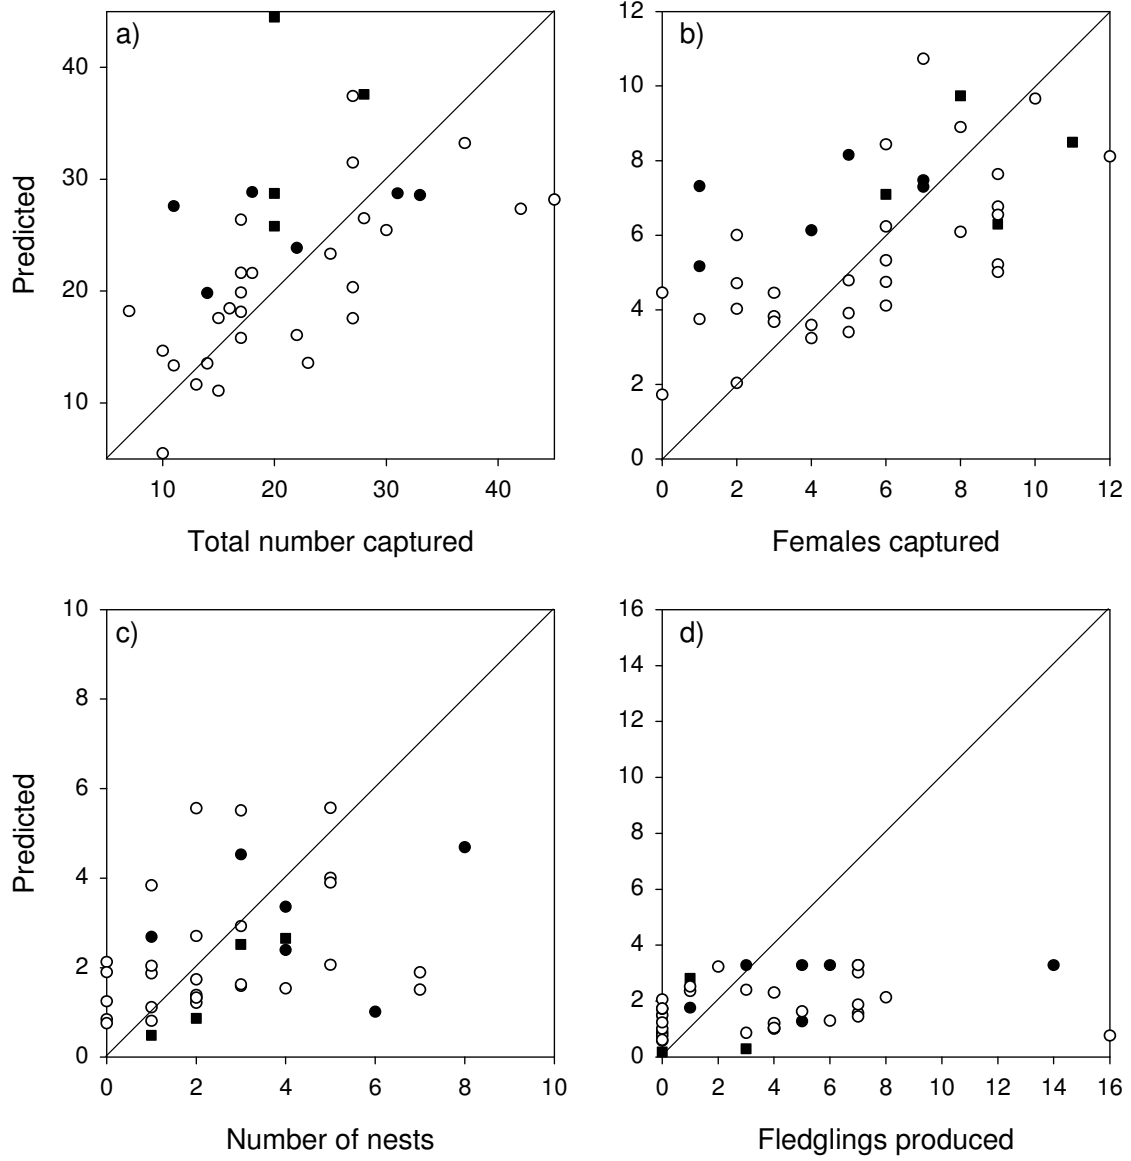 a)
40
30
20
10
10 20 30 40
Predicted
Total number captured
b)
12
10
8
6
4
2
0
0 2 4 6 8 10 12
Females captured
c)
10
8
6
4
2
0
0 2 4 6 8 10
Predicted
Number of nests
d)
16
14
12
10
8
6
4
2
0
0 2 4 6 8 10 12 14 16
Fledglings produced